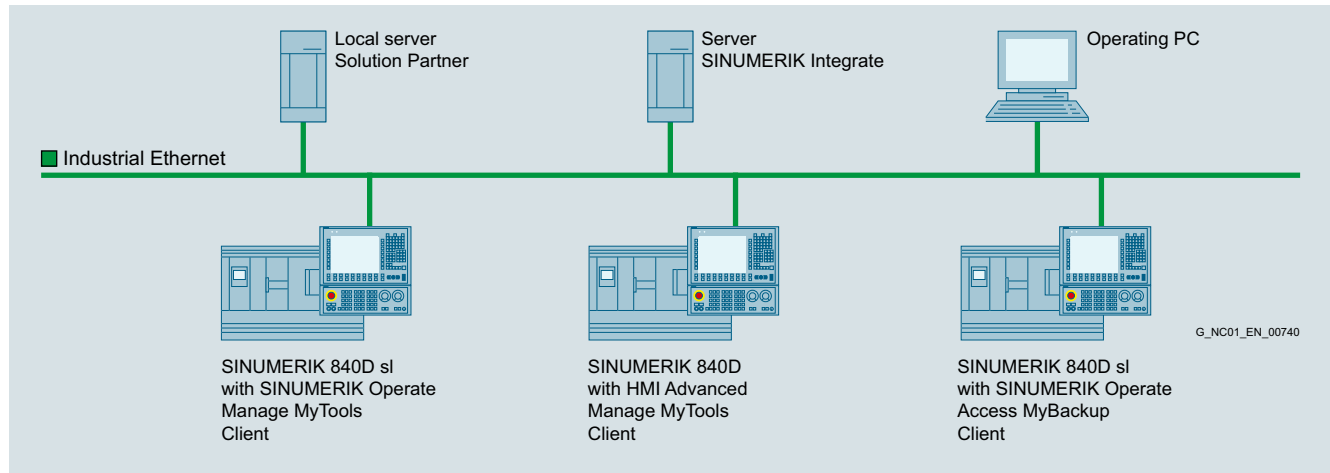 Local server
Solution Partner
Server
SINUMERIK Integrate
Operating PC
Industrial Ethernet
G_NC01_EN_00740
SINUMERIK 840D sl
with SINUMERIK Operate
Manage MyTools
Client
SINUMERIK 840D
with HMI Advanced
Manage MyTools
Client
SINUMERIK 840D sl
with SINUMERIK Operate
Access MyBackup
Client